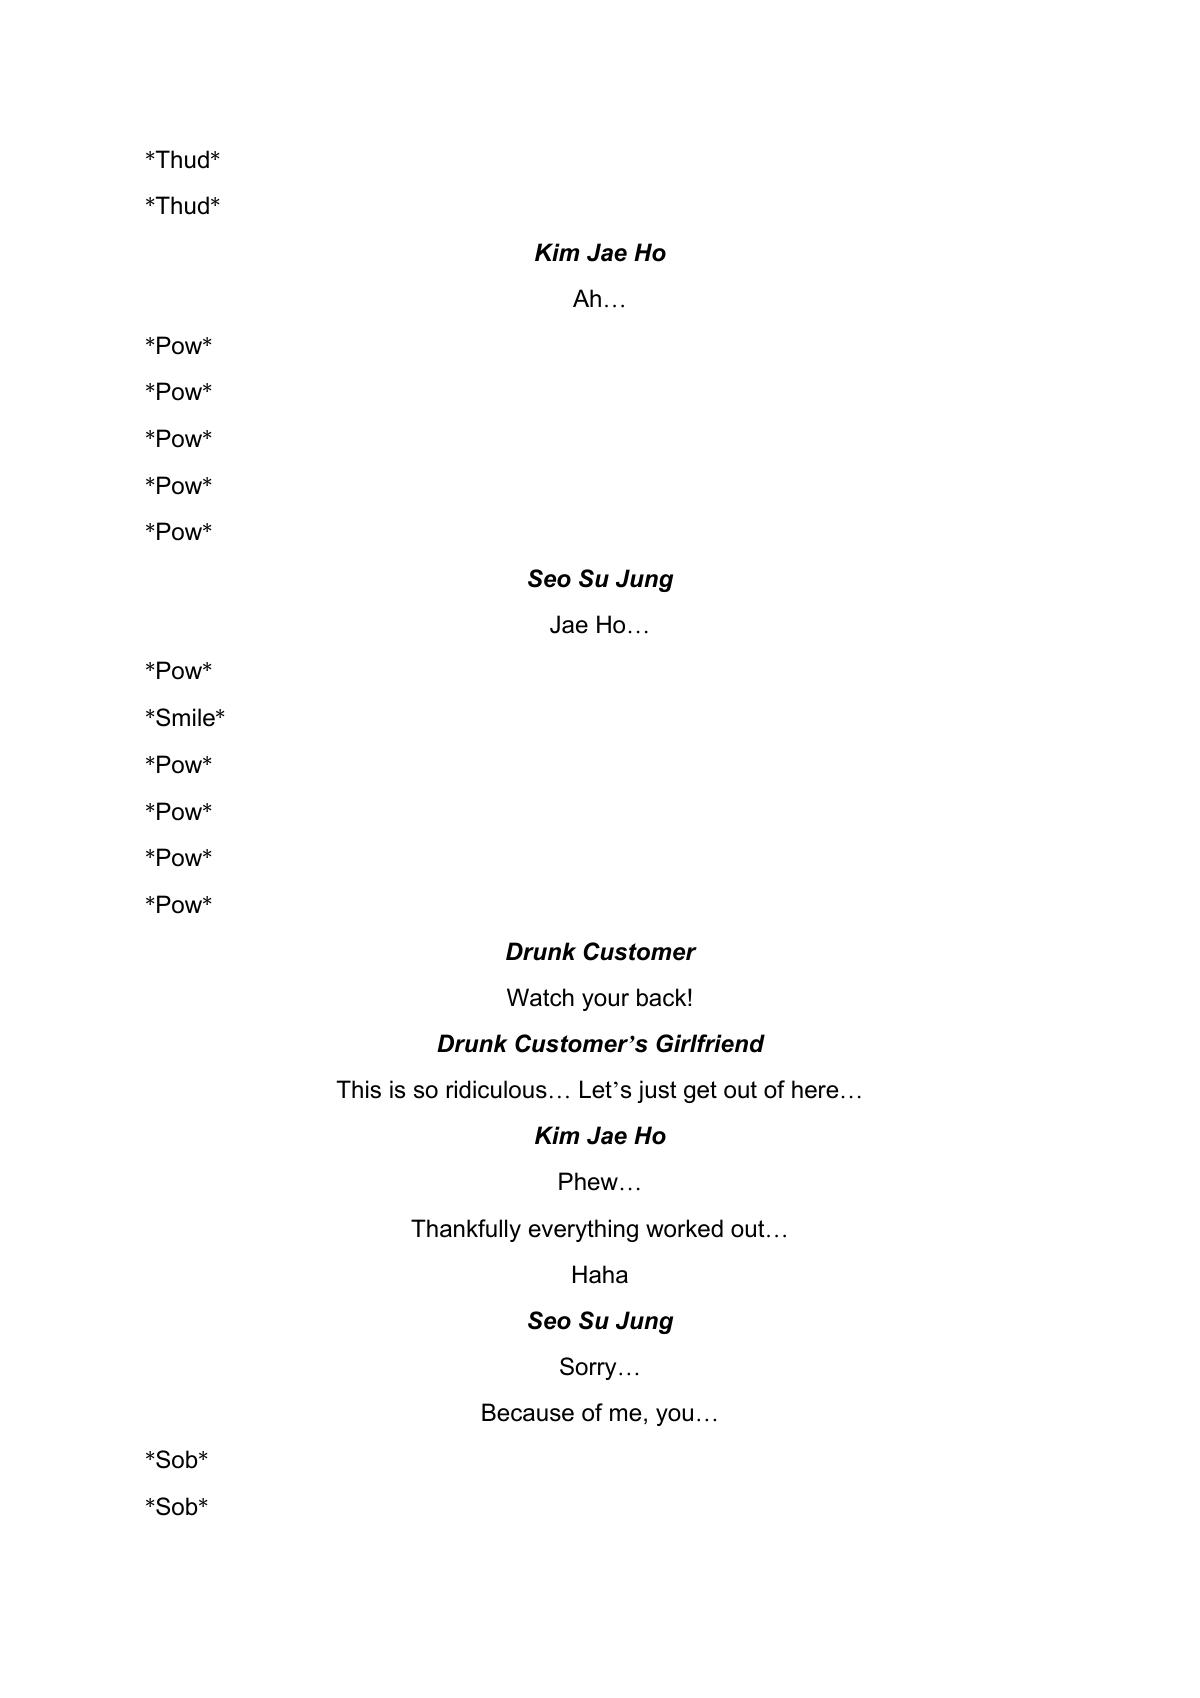 *Thud*
*Thud*
Kim Jae Ho
Ah…
*Pow*
*Pow*
*Pow*
*Pow*
*Pow*
Seo Su Jung
Jae Ho…
*Pow*
*Smile*
*Pow*
*Pow*
*Pow*
*Pow*
Drunk Customer
Watch your back!
Drunk Customer’s Girlfriend
This is so ridiculous… Let’s just get out of here…
Kim Jae Ho
Phew…
Thankfully everything worked out…
Haha
Seo Su Jung
Sorry…
Because of me, you…
*Sob*
*Sob*